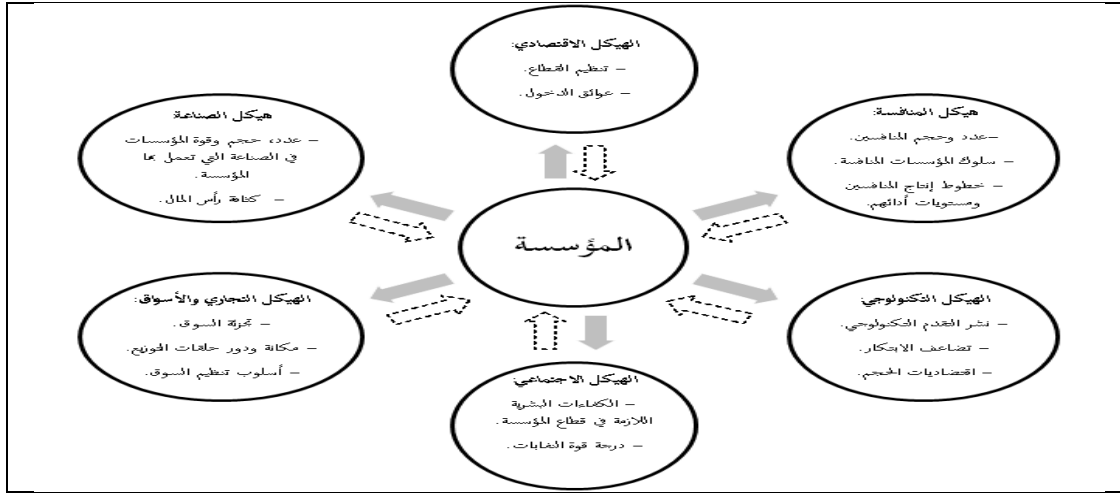 الهيكل الاقتصادي:
– تنظيم القطاع.
– عوائق الدخول.
هيكل المنافسة:
–عدد وحجم المنافسين.
– سلوك المؤسسات المنافسة.
– خطوط إنتاج المنافسين
ومستويات أدائهم.
هيكل الصناعة:
– عدد، حجم وقوة المؤسسات
في الصناعة التي تعمل بها
المؤسسة.
– كثافة رأس المال.
المؤسسة
الهيكل التكنولوجي:
– نشر التقدم التكنولوجي.
– تضاعف الابتكار.
– اقتصاديات الحجم.
الهيكل التجاري والأسواق:
– تجزئة السوق.
– مكانة ودور حلقات التوزيع.
– أسلوب تنظيم السوق.
الهيكل الاجتماعي:
– الكفاءات البشرية
اللازمة في قطاع المؤسسة.
– درجة قوة النقابات.